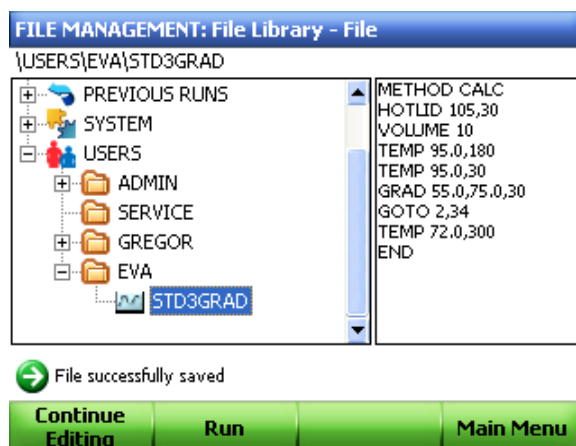 FILE MANAGEMENT: File Library - File
\USERS\EVA\STD3GRAD
PREVIOUS RUNS
SYSTEM
USERS
ADMIN
SERVICE
GREGOR
EVA
STD3GRAD
METHOD CALC
HOTLID 105,30
VOLUME 10
TEMP 95.0,180
TEMP 95.0,30
GRAD 55.0,75.0,30
GOTO 2,34
TEMP 72.0,300
END
File successfully saved
Continue
Editing
Run
Main Menu